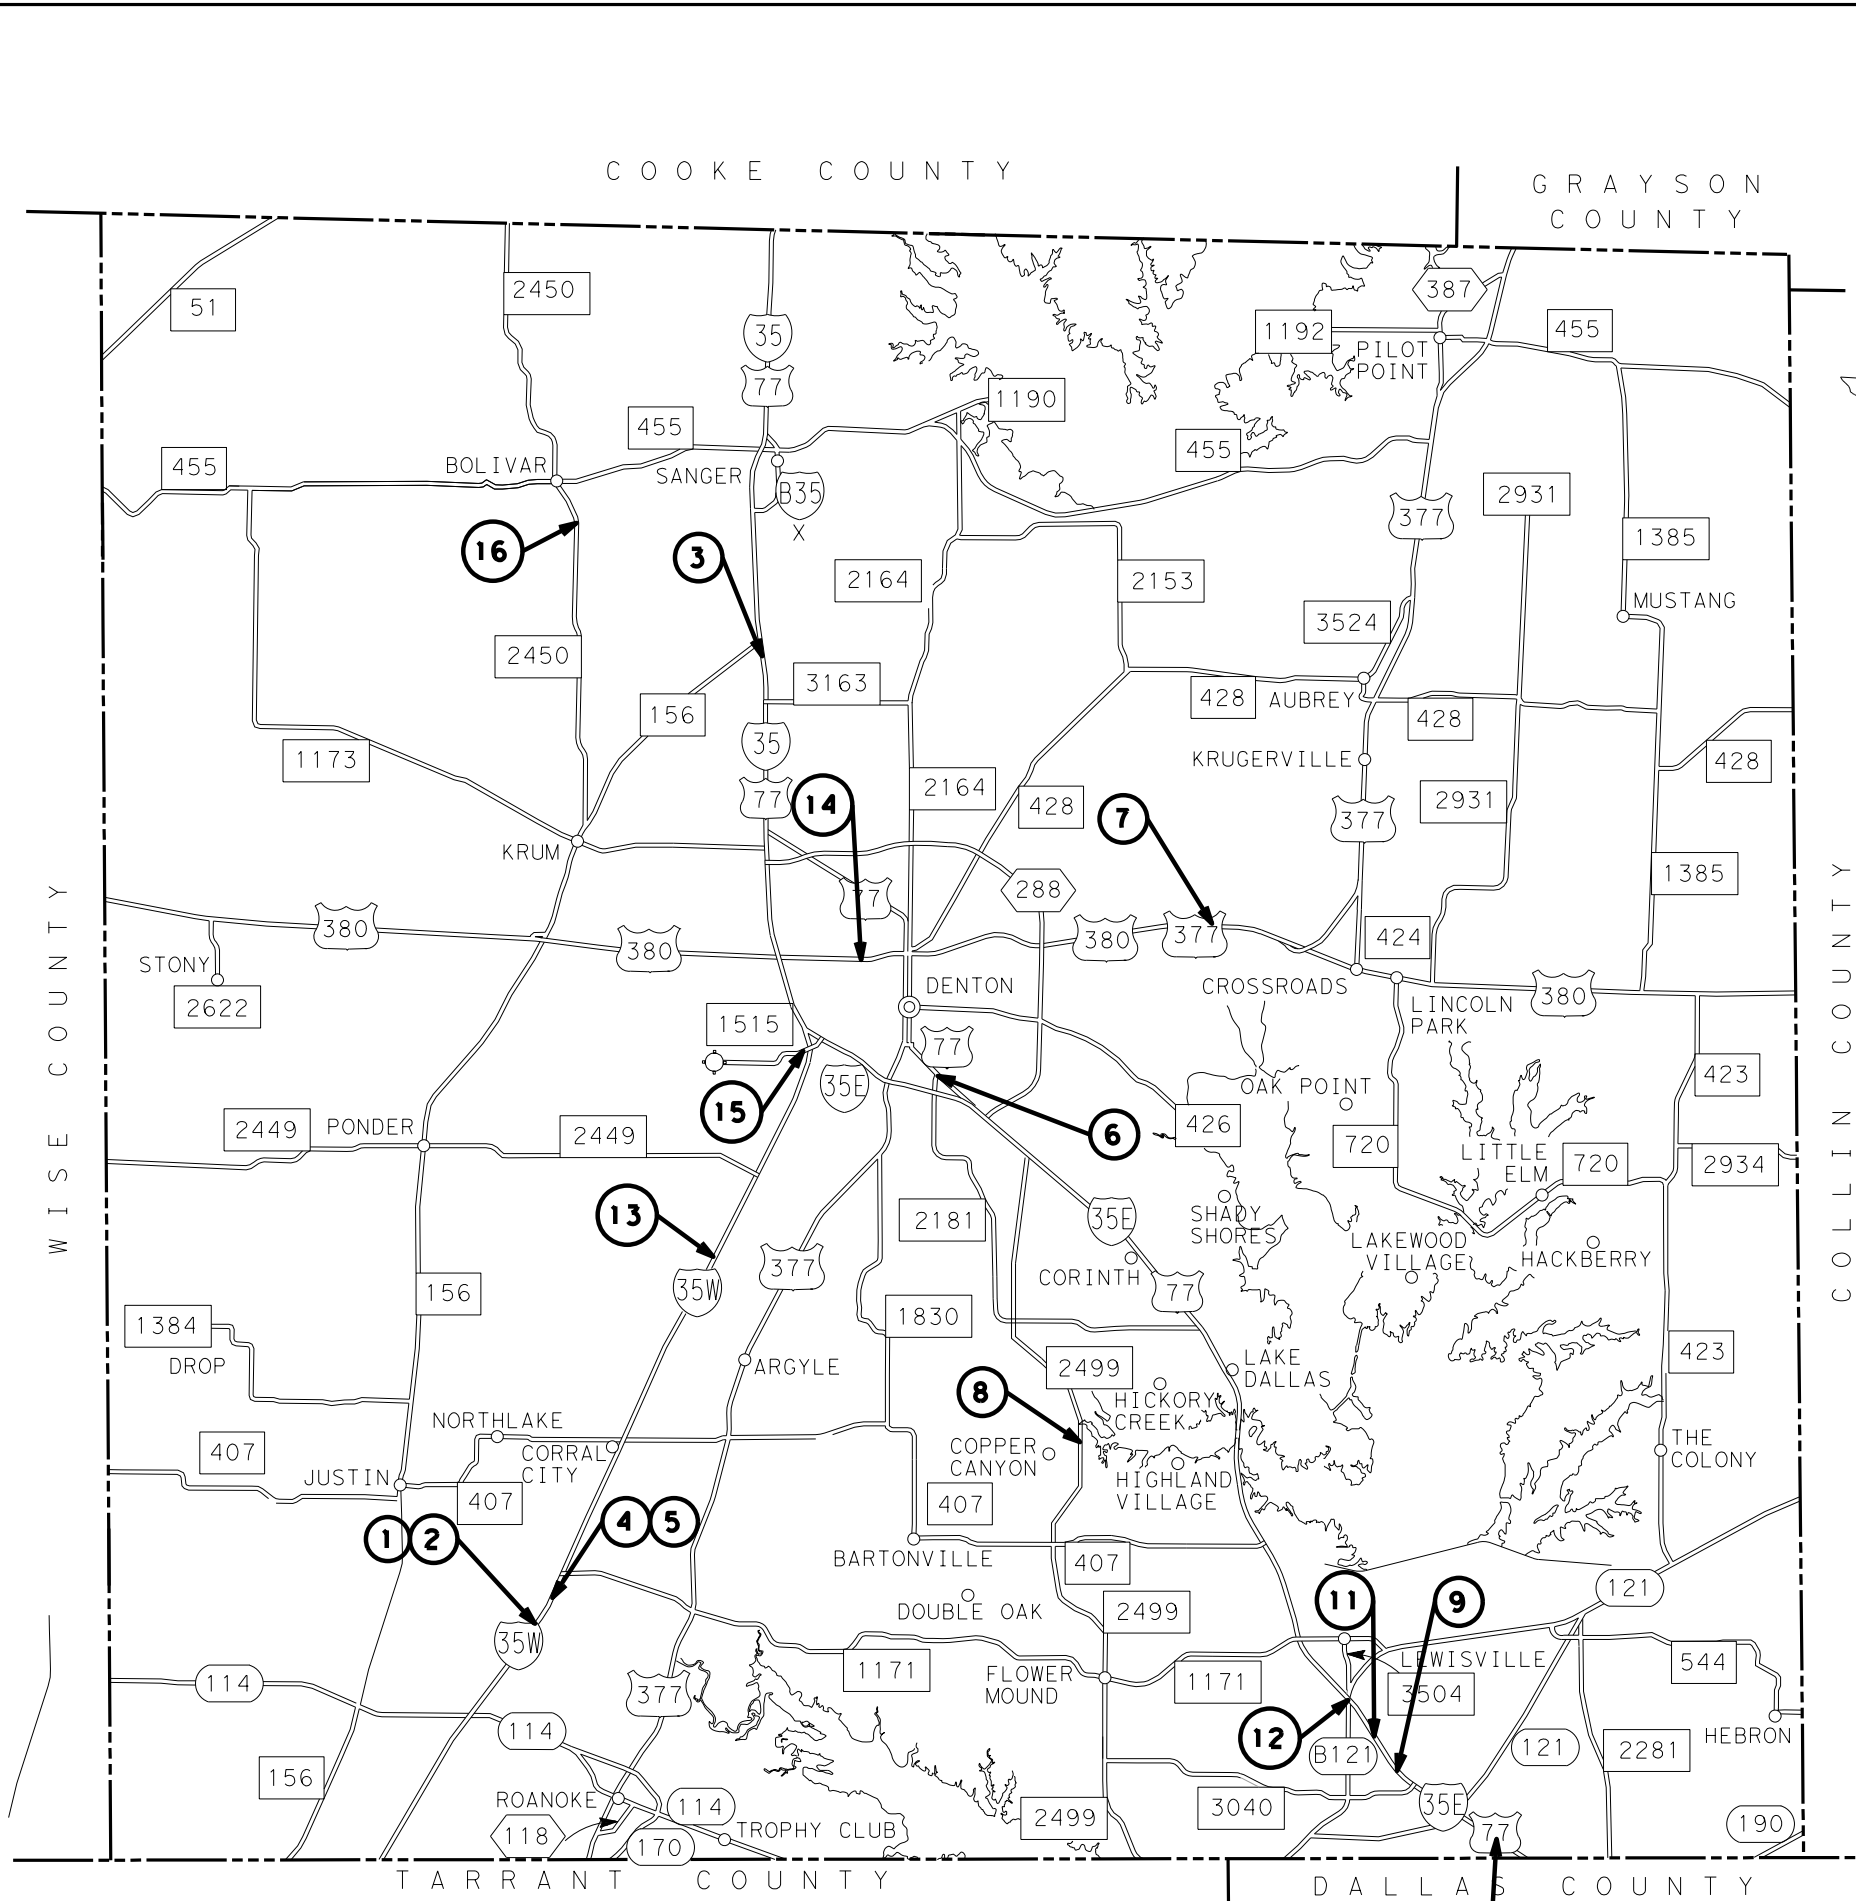 COOKE COUNTY
GRAYSON
COUNTY
387
2450
51
35
1192
455
PILOT
POINT
77
1190
455
455
455
BOLIVAR
SANGER
B35
X
2931
377
16
3
1385
2164
2153
MUSTANG
3524
2450
3163
428
AUBREY
156
428
35
KRUGERVILLE
1173
428
77
14
2164
428
7
377
2931
KRUM
1385
77
288
380
380
380
377
424
STONY
DENTON
CROSSROADS
380
2622
LINCOLN
PARK
1515
77
35E
OAK POINT
423
15
6
426
2449
PONDER
2449
720
LITTLE
ELM
720
2934
13
2181
35E
SHADY
SHORES
LAKEWOOD
VILLAGE
HACKBERRY
377
CORINTH
35W
77
156
1384
1830
DROP
ARGYLE
2499
LAKE
DALLAS
423
8
HICKORY
CREEK
NORTHLAKE
CORRAL
CITY
COPPER
CANYON
THE
COLONY
407
JUSTIN
HIGHLAND
VILLAGE
407
407
1
2
4
5
BARTONVILLE
407
121
11
9
DOUBLE OAK
2499
35W
LEWISVILLE
1171
FLOWER
MOUND
1171
544
114
377
3504
114
12
HEBRON
B121
121
2281
156
ROANOKE
114
2499
3040
35E
190
118
TROPHY CLUB
77
170
TARRANT COUNTY
DALLAS COUNTY
WISE COUNTY
COLLIN COUNTY